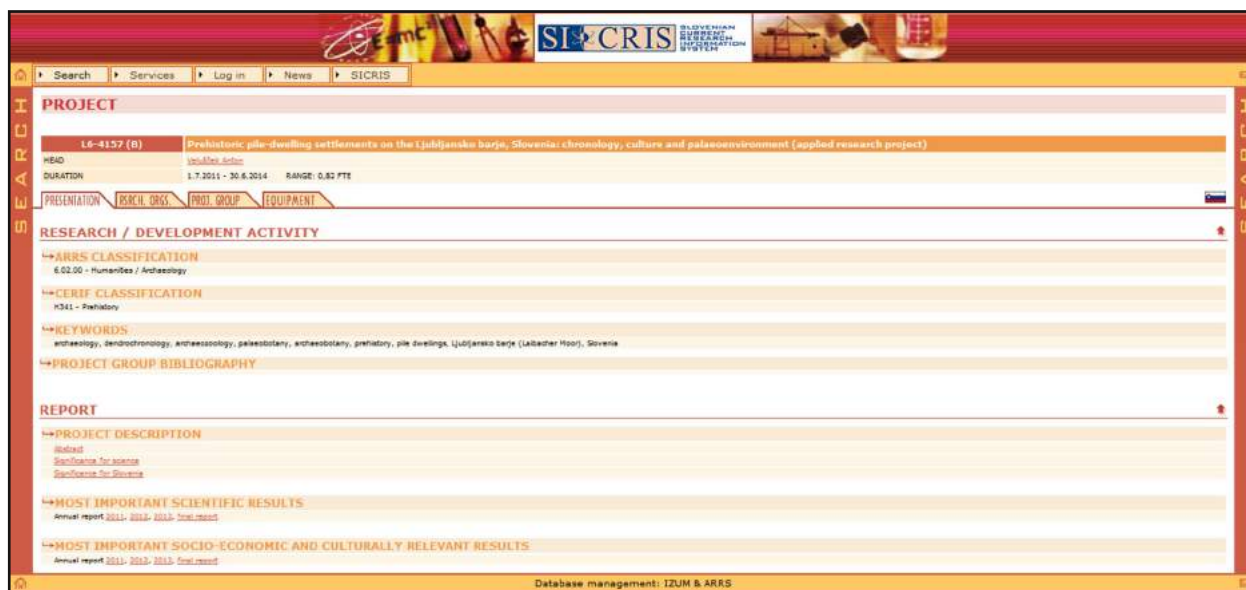 E=mc²
SICRIS
SLOVENIAN
CURRENT
RESEARCH
INFORMATION
SYSTEM
Search
Services
Log in
News
SICRIS
SEARCH
SEARCH
PROJECT
L6-4157 (B) Prehistoric pile-dwelling settlements on the Ljubljansko barje, Slovenia: chronology, culture and palaeoenvironment (applied research project)
HEAD Velušček Anton
DURATION 1.7.2011 - 30.6.2014 RANGE: 0,82 FTE
PRESENTATION RSRCH. ORGS. PROJ. GROUP EQUIPMENT
RESEARCH / DEVELOPMENT ACTIVITY
ARRS CLASSIFICATION
6.02.00 - Humanities / Archaeology
CERIF CLASSIFICATION
H341 - Prehistory
KEYWORDS
archaeology, dendrochronology, archaeozoology, palaeobotany, archaeobotany, prehistory, pile dwellings, Ljubljansko barje (Laibacher Moor), Slovenia
PROJECT GROUP BIBLIOGRAPHY
REPORT
PROJECT DESCRIPTION
Abstract
Significance for science
Significance for Slovenia
MOST IMPORTANT SCIENTIFIC RESULTS
Annual report 2011, 2012, 2013, final report
MOST IMPORTANT SOCIO-ECONOMIC AND CULTURALLY RELEVANT RESULTS
Annual report 2011, 2012, 2013, final report
Database management: IZUM & ARRS